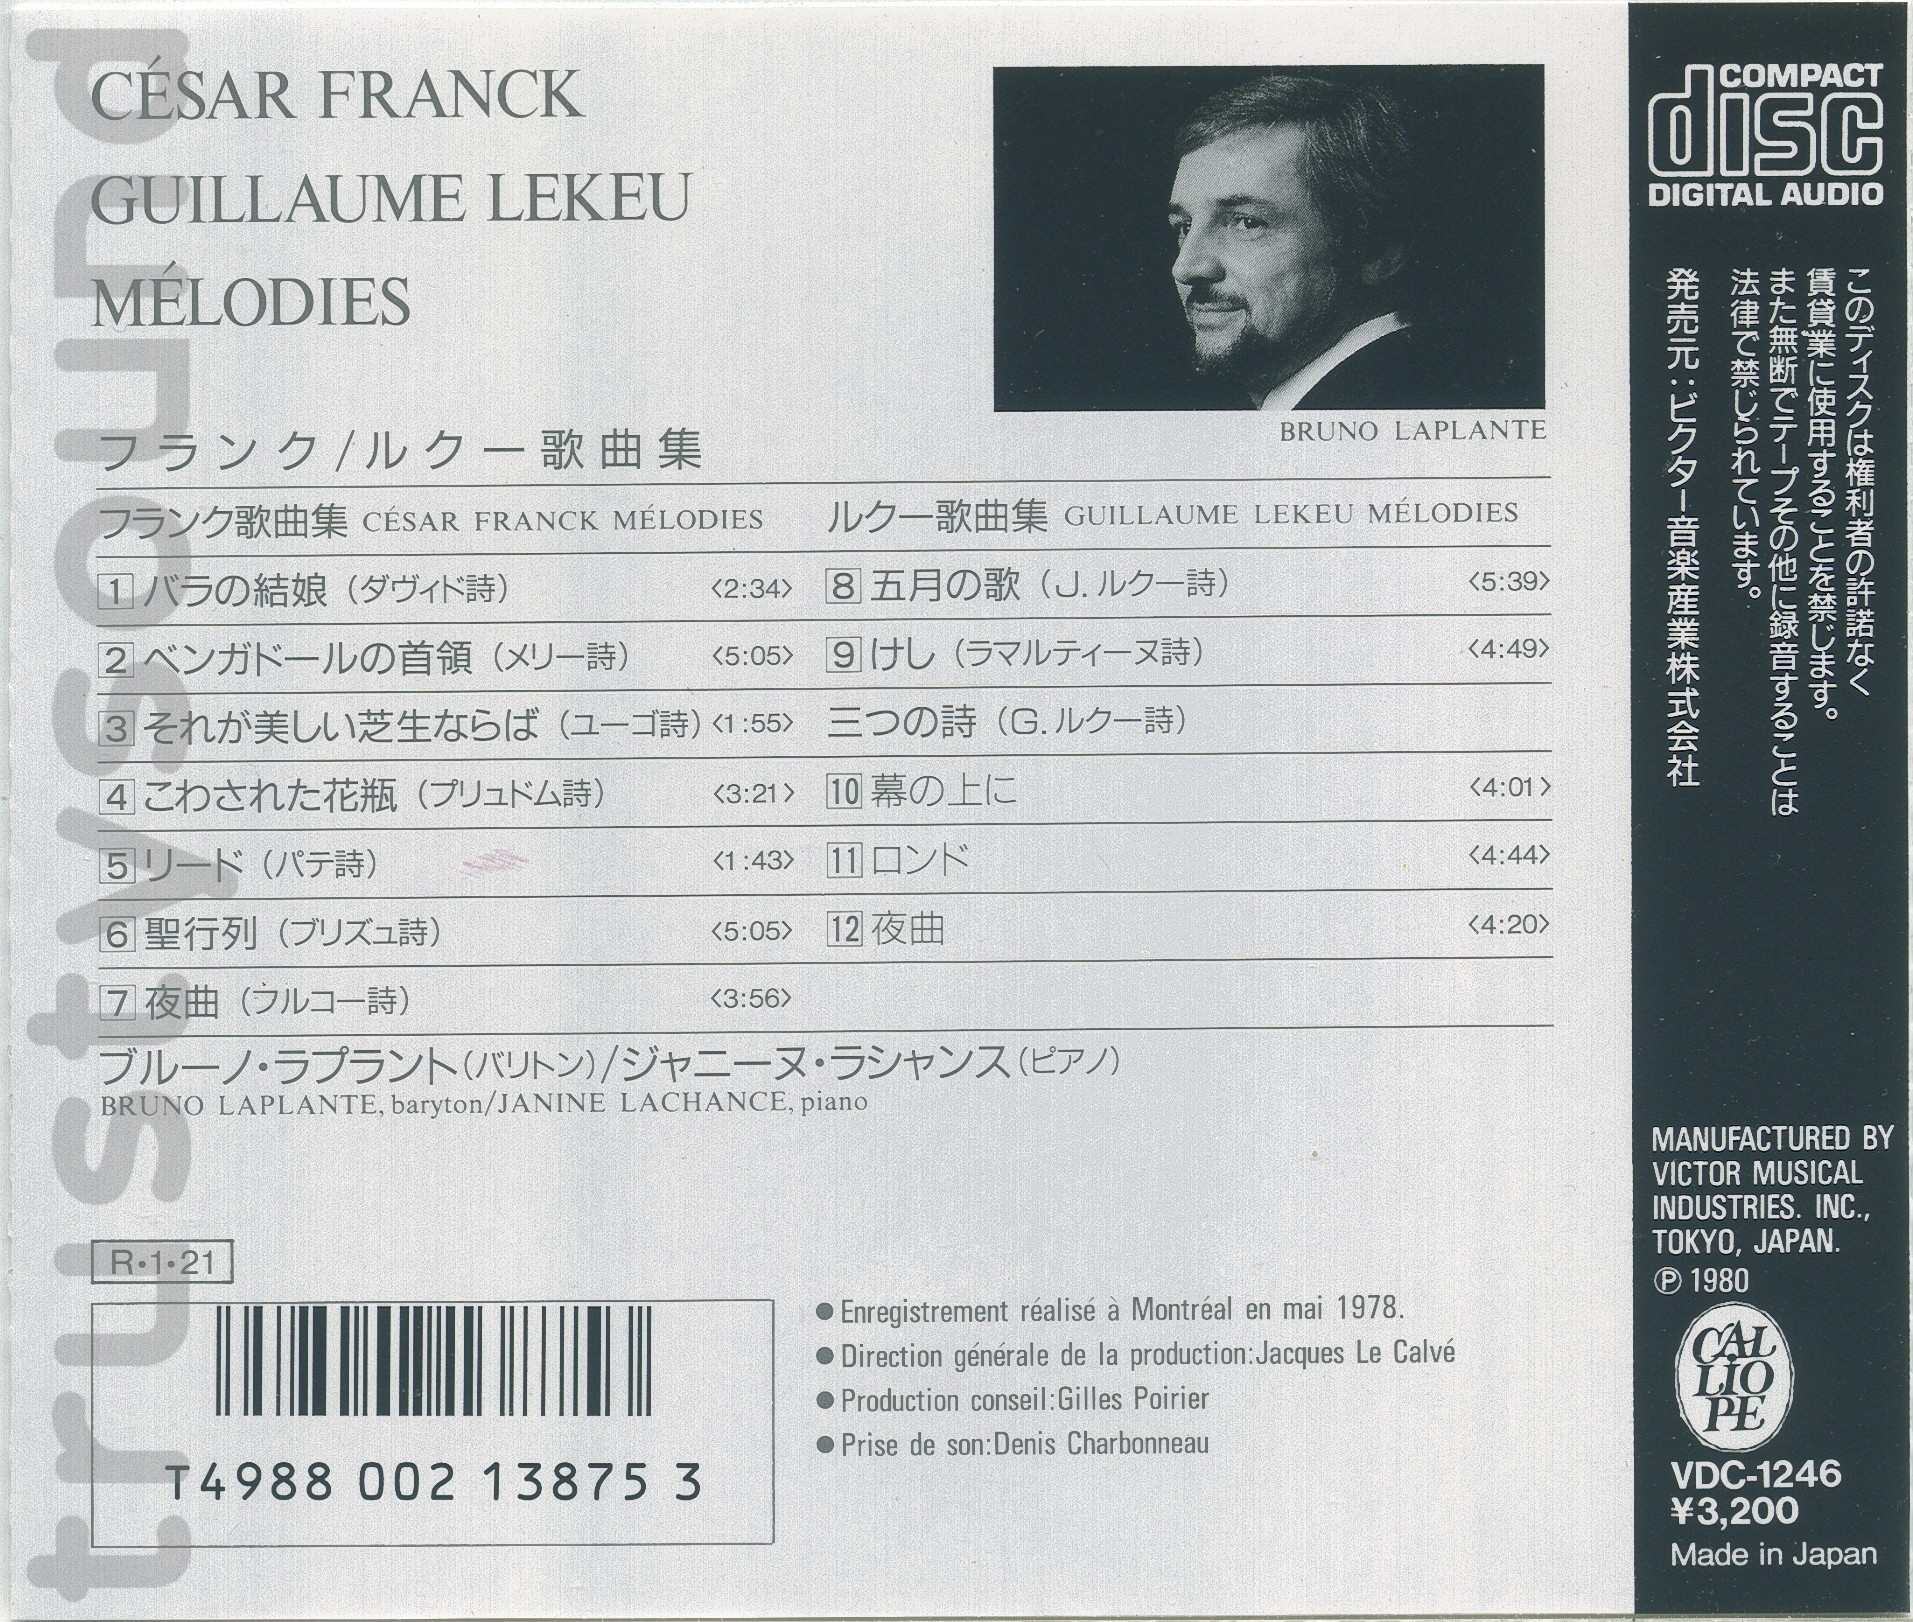 CÉSAR FRANCK
GUILLAUME LEKEU
MÉLODIES
BRUNO LAPLANTE
フランク/ルクー歌曲集
フランク歌曲集 CÉSAR FRANCK MÉLODIES
1 バラの結娘（ダヴィド詩） <2:34>
2 ベンガドールの首領（メリー詩） <5:05>
3 それが美しい芝生ならば（ユーゴ詩） <1:55>
4 こわされた花瓶（プリュドム詩） <3:21>
5 リード（パテ詩） <1:43>
6 聖行列（ブリズュ詩） <5:05>
7 夜曲（フルコー詩） <3:56>
ルクー歌曲集 GUILLAUME LEKEU MÉLODIES
8 五月の歌（J.ルクー詩） <5:39>
9 けし（ラマルティーヌ詩） <4:49>
三つの詩（G.ルクー詩）
10 幕の上に <4:01>
11 ロンド <4:44>
12 夜曲 <4:20>
ブルーノ・ラプラント（バリトン）/ジャニーヌ・ラシャンス（ピアノ）
BRUNO LAPLANTE, baryton/JANINE LACHANCE, piano
R・1・21
T4988 002 13875 3
●Enregistrement réalisé à Montréal en mai 1978.
●Direction générale de la production:Jacques Le Calvé
●Production conseil:Gilles Poirier
●Prise de son:Denis Charbonneau
COMPACT
disc
DIGITAL AUDIO
このディスクは権利者の許諾なく
賃貸業に使用することを禁じます。
また無断でテープその他に録音することは
法律で禁じられています。
発売元：ビクター音楽産業株式会社
MANUFACTURED BY
VICTOR MUSICAL
INDUSTRIES. INC.,
TOKYO, JAPAN.
℗ 1980
CAL
LIO
PE
VDC-1246
¥3,200
Made in Japan
trustysound